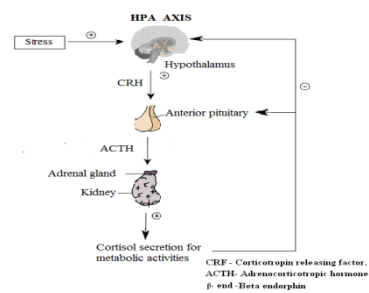 HPA AXIS
Stress
Hypothalamus
CRH
Anterior pituitary
ACTH
Adrenal gland
Kidney
Cortisol secretion for
metabolic activities
CRF - Corticotropin releasing factor,
ACTH- Adrenocorticotropic hormone
β- end -Beta endorphin